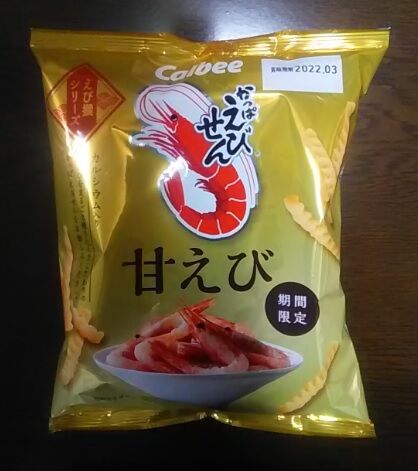 Calbee
賞味期限 2022.03
えび撰
シリーズ
かっぱ
えび
せん
カルシウム
甘えび
期間
限定